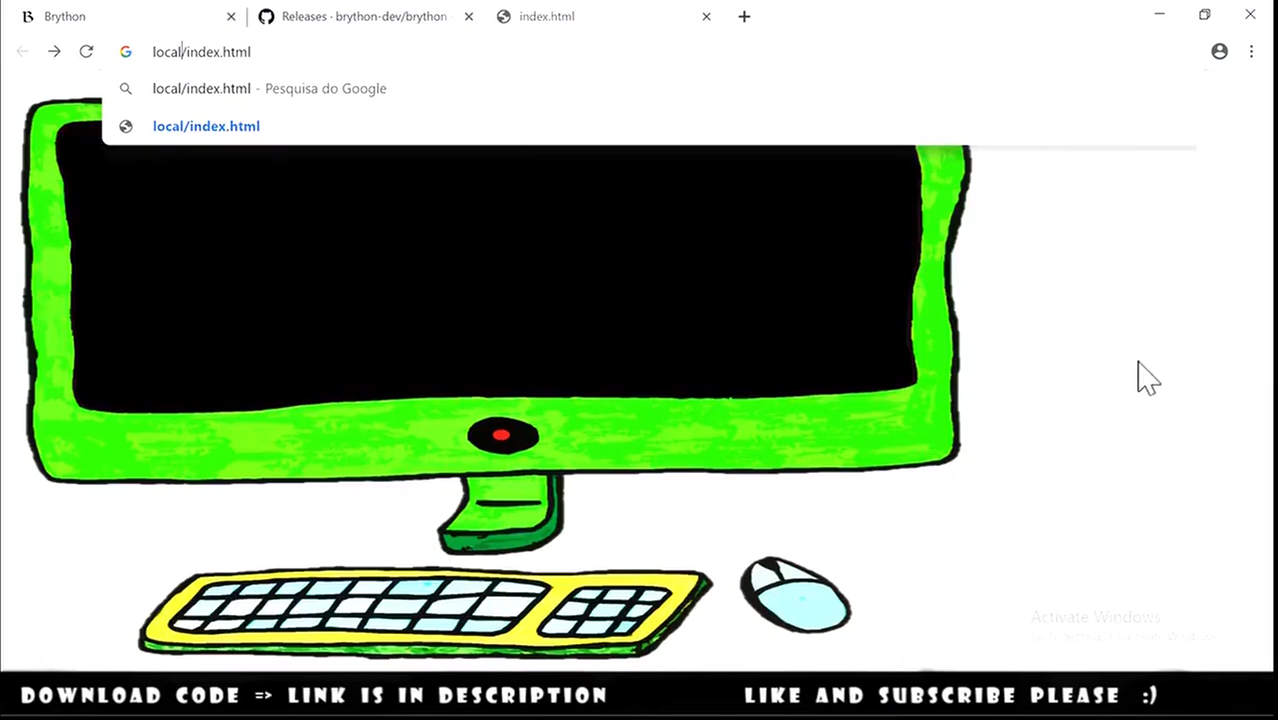 Brython
Releases · brython-dev/brython
index.html
local/index.html
local/index.html - Pesquisa do Google
local/index.html
Activate Windows
DOWNLOAD CODE => LINK IS IN DESCRIPTION
LIKE AND SUBSCRIBE PLEASE :)